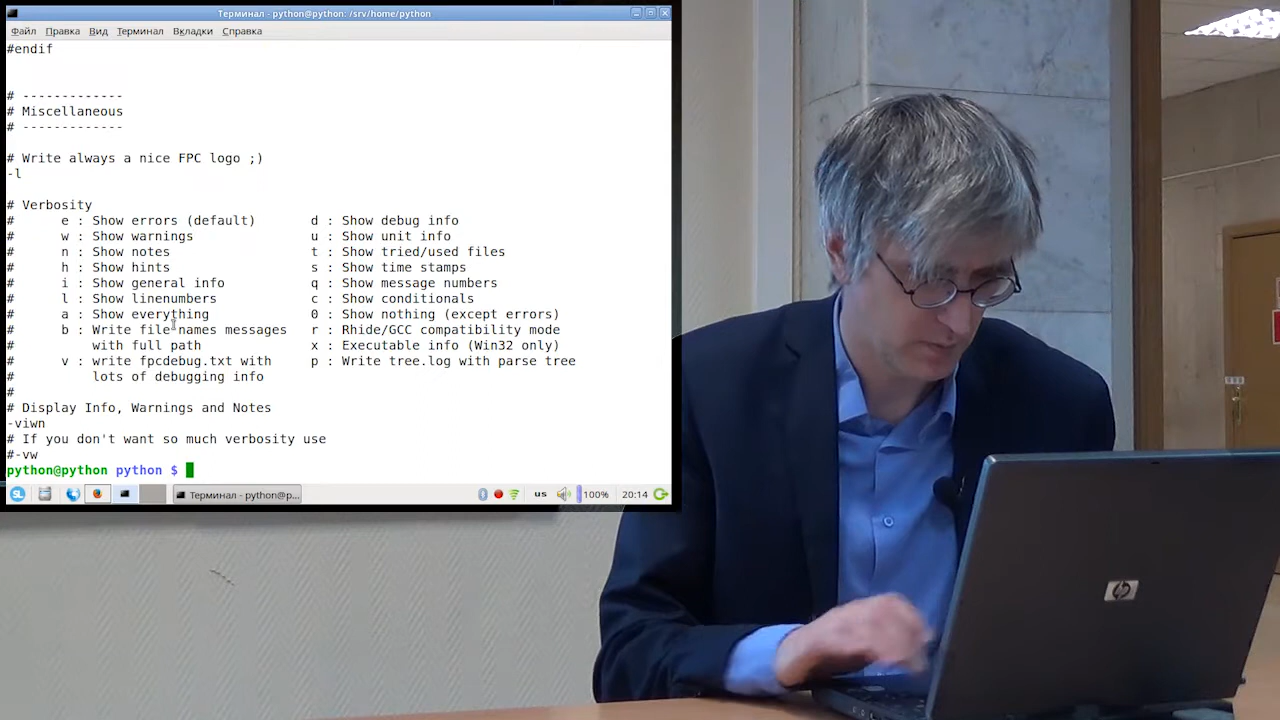 Терминал - python@python: /srv/home/python
Файл Правка Вид Терминал Вкладки Справка
#endif
# -------------
# Miscellaneous
# -------------
# Write always a nice FPC logo ;)
-l
# Verbosity
#      e : Show errors (default)       d : Show debug info
#      w : Show warnings               u : Show unit info
#      n : Show notes                  t : Show tried/used files
#      h : Show hints                  s : Show time stamps
#      i : Show general info           q : Show message numbers
#      l : Show linenumbers            c : Show conditionals
#      a : Show everything             0 : Show nothing (except errors)
#      b : Write file names messages   r : Rhide/GCC compatibility mode
#          with full path              x : Executable info (Win32 only)
#      v : write fpcdebug.txt with     p : Write tree.log with parse tree
#          lots of debugging info
#
# Display Info, Warnings and Notes
-viwn
# If you don't want so much verbosity use
#-vw
python@python python $
SL Терминал - python@p... us 100% 20:14
hp